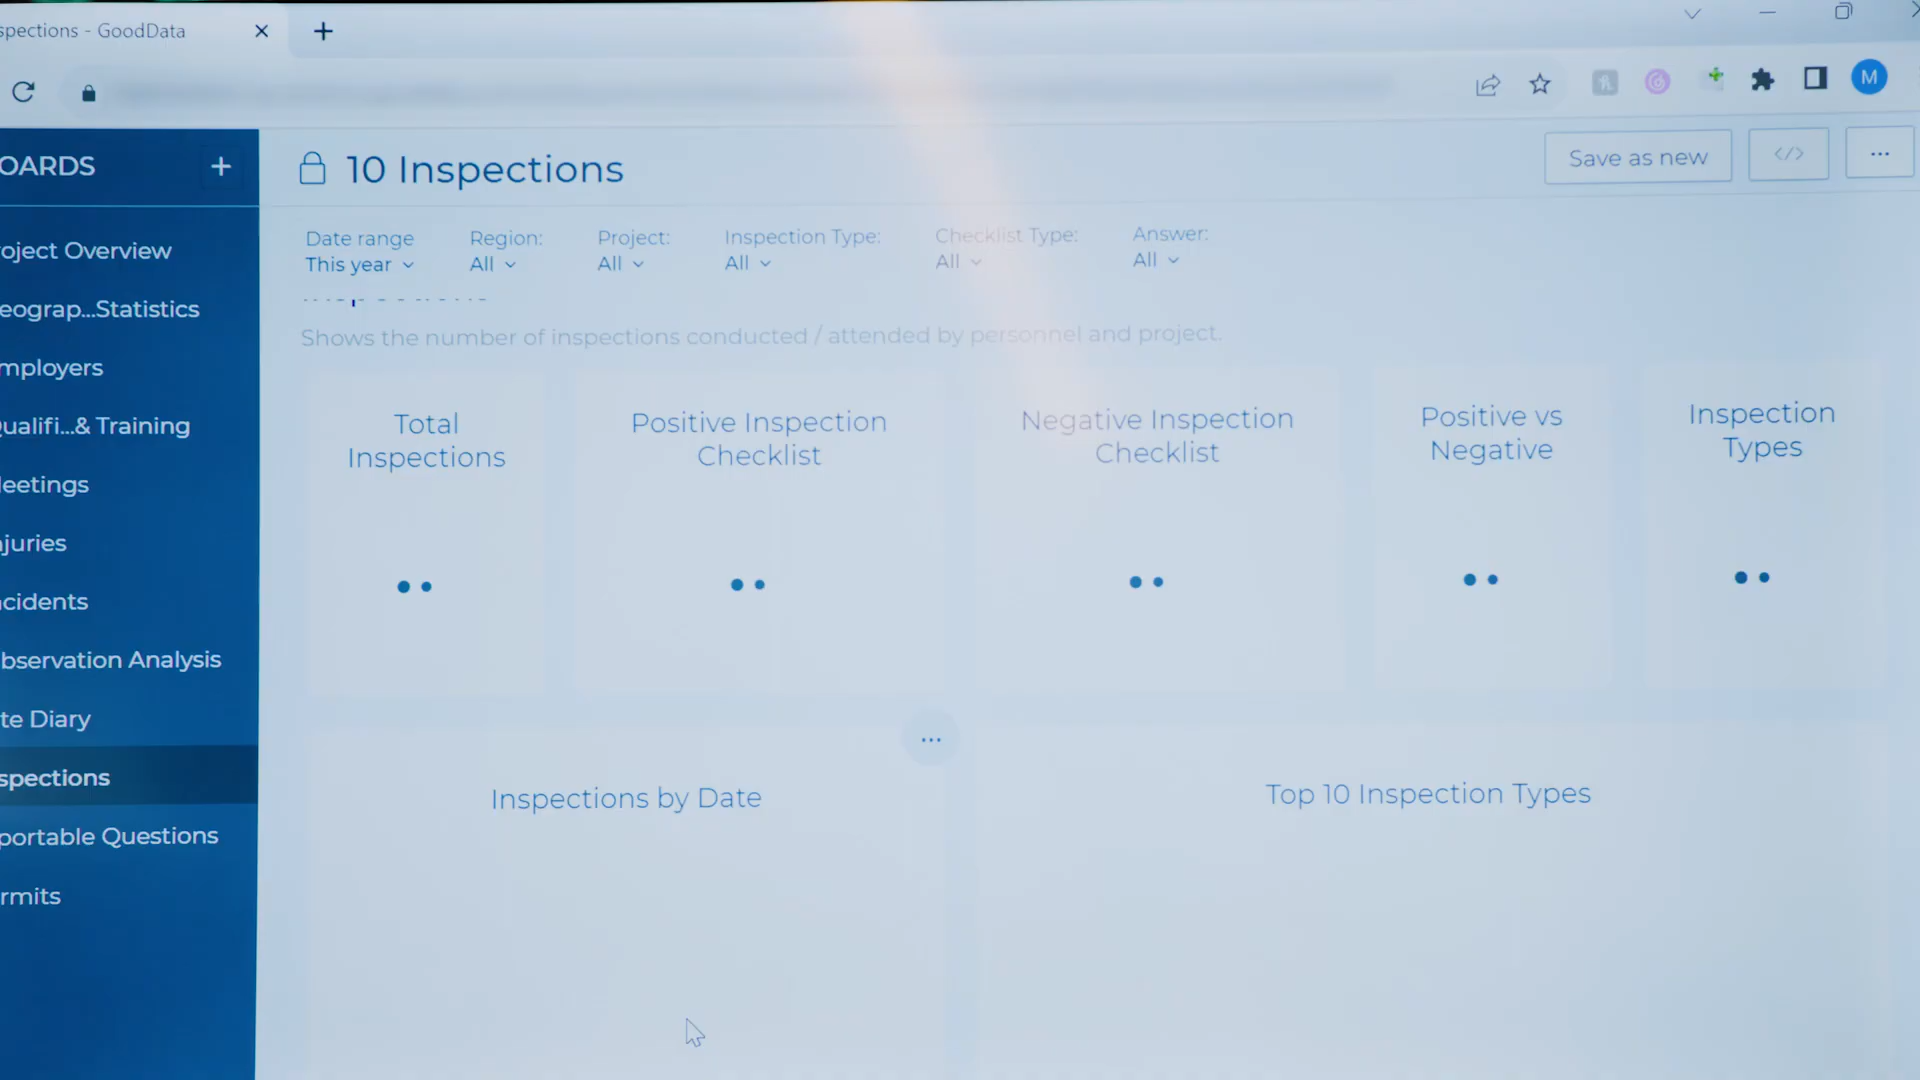 spections - GoodData
M
OARDS
10 Inspections
Save as new
</>
Date range
This year
Region:
All
Project:
All
Inspection Type:
All
Checklist Type:
All
Answer:
All
Shows the number of inspections conducted / attended by personnel and project.
oject Overview
eograp...Statistics
mployers
ualifi...& Training
eetings
juries
cidents
bservation Analysis
te Diary
spections
portable Questions
rmits
Total
Inspections
Positive Inspection
Checklist
Negative Inspection
Checklist
Positive vs
Negative
Inspection
Types
Inspections by Date
Top 10 Inspection Types